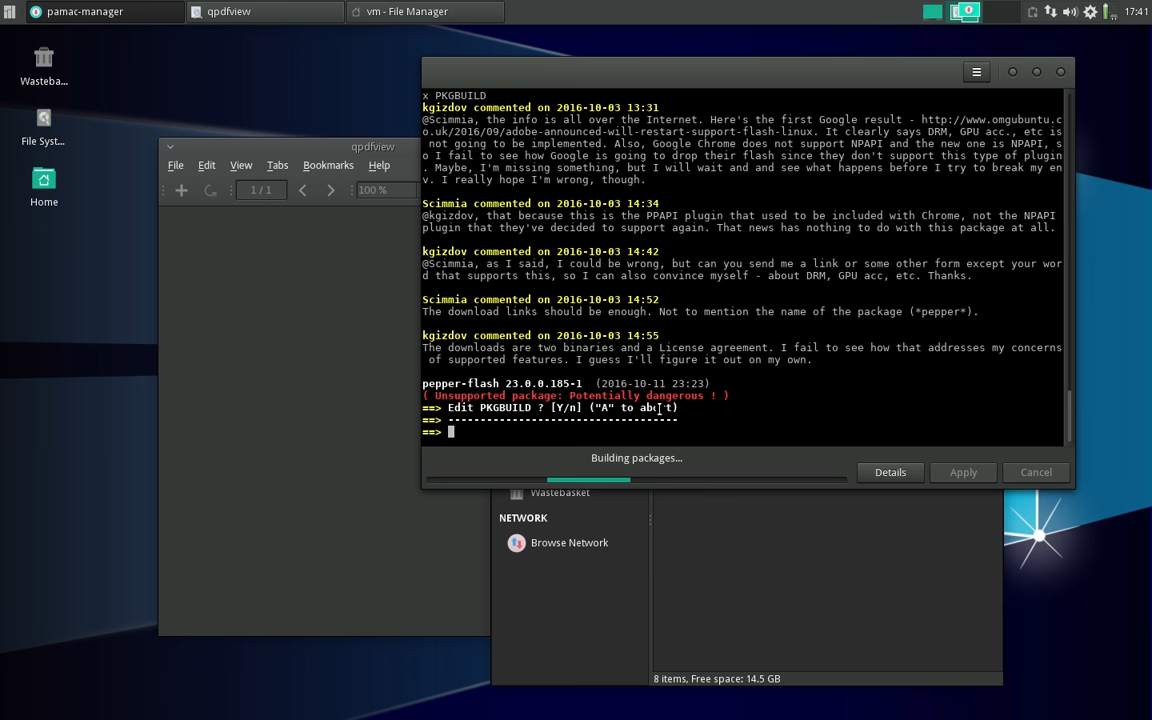 pamac-manager
qpdfview
vm - File Manager
17:41
Wasteba...
File Syst...
Home
qpdfview
File Edit View Tabs Bookmarks Help
1 / 1
100 %
x PKGBUILD
kgizdov commented on 2016-10-03 13:31
@Scimmia, the info is all over the Internet. Here's the first Google result - http://www.omgubuntu.c
o.uk/2016/09/adobe-announced-will-restart-support-flash-linux. It clearly says DRM, GPU acc., etc is
not going to be implemented. Also, Google Chrome does not support NPAPI and the new one is NPAPI, s
o I fail to see how Google is going to drop their flash since they don't support this type of plugin
. Maybe, I'm missing something, but I will wait and and see what happens before I try to break my en
v. I really hope I'm wrong, though.
Scimmia commented on 2016-10-03 14:34
@kgizdov, that because this is the PPAPI plugin that used to be included with Chrome, not the NPAPI
plugin that they've decided to support again. That news has nothing to do with this package at all.
kgizdov commented on 2016-10-03 14:42
@Scimmia, as I said, I could be wrong, but can you send me a link or some other form except your wor
d that supports this, so I can also convince myself - about DRM, GPU acc, etc. Thanks.
Scimmia commented on 2016-10-03 14:52
The download links should be enough. Not to mention the name of the package (*pepper*).
kgizdov commented on 2016-10-03 14:55
The downloads are two binaries and a License agreement. I fail to see how that addresses my concerns
of supported features. I guess I'll figure it out on my own.
pepper-flash 23.0.0.185-1 (2016-10-11 23:23)
( Unsupported package: Potentially dangerous ! )
==> Edit PKGBUILD ? [Y/n] ("A" to abort)
==> ------------------------------------
==>
Building packages...
Details
Apply
Cancel
Wastebasket
NETWORK
Browse Network
8 items, Free space: 14.5 GB